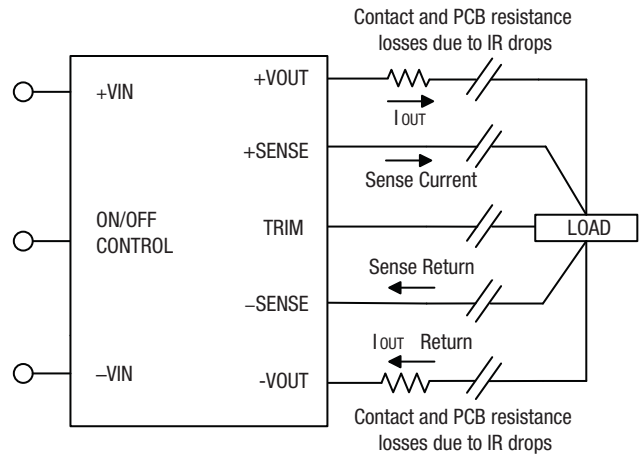 Contact and PCB resistance
losses due to IR drops
+VOUT
+VIN
IOUT
+SENSE
Sense Current
ON/OFF
CONTROL
TRIM
LOAD
Sense Return
−SENSE
IOUT Return
−VIN
-VOUT
Contact and PCB resistance
losses due to IR drops